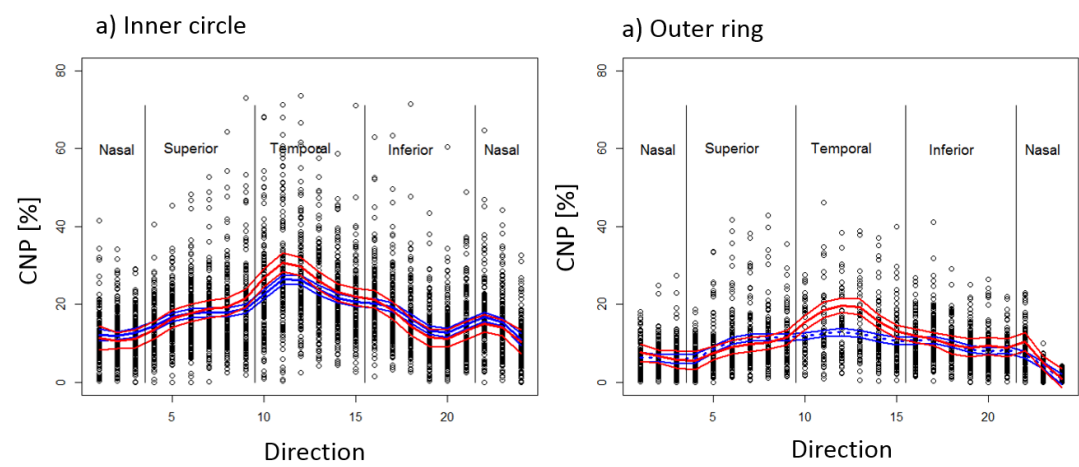 a) Inner circle
a) Outer ring
CNP [%]
80
60
40
20
0
Nasal
Superior
Temporal
Inferior
Nasal
5
10
15
20
Direction
CNP [%]
80
60
40
20
0
Nasal
Superior
Temporal
Inferior
Nasal
5
10
15
20
Direction